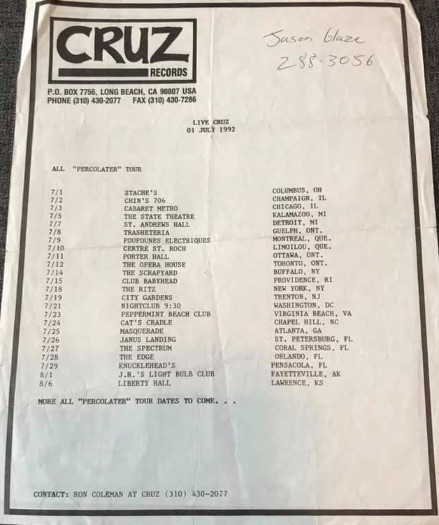 CRUZ
RECORDS
P.O. BOX 7756, LONG BEACH, CA 90807 USA
PHONE (310) 430-2077 FAX (310) 430-7286
Jason Glaze
288-3056
LIVE CRUZ
01 JULY 1992
ALL "PERCOLATER" TOUR
7/1 STACHE'S COLUMBUS, OH
7/2 CHIN'S 706 CHAMPAIGN, IL
7/3 CABARET METRO CHICAGO, IL
7/5 THE STATE THEATRE KALAMAZOO, MI
7/7 ST. ANDREWS HALL DETROIT, MI
7/8 TRASHETERIA GUELPH, ONT.
7/9 FOUFOUNES ELECTRIQUES MONTREAL, QUE.
7/10 CERTRE ST. ROCH LIMOILOU, QUE.
7/11 PORTER HALL OTTAWA, ONT.
7/12 THE OPERA HOUSE TORONTO, ONT.
7/14 THE SCRAPYARD BUFFALO, NY
7/15 CLUB BABYHEAD PROVIDENCE, RI
7/18 THE RITZ NEW YORK, NY
7/19 CITY GARDENS TRENTON, NJ
7/21 NIGHTCLUB 9:30 WASHINGTON, DC
7/23 PEPPERMINT BEACH CLUB VIRGINIA BEACH, VA
7/24 CAT'S CRADLE CHAPEL HILL, NC
7/25 MASQUERADE ATLANTA, GA
7/26 JANUS LANDING ST. PETERSBURG, FL
7/27 THE SPECTRUM CORAL SPRINGS, FL
7/28 THE EDGE ORLANDO, FL
7/29 KNUCKLEHEAD'S PENSACOLA, FL
8/1 J.R.'S LIGHT BULB CLUB FAYETTEVILLE, AK
8/6 LIBERTY HALL LAWRENCE, KS
MORE ALL "PERCOLATER" TOUR DATES TO COME. . .
CONTACT: RON COLEMAN AT CRUZ (310) 430-2077